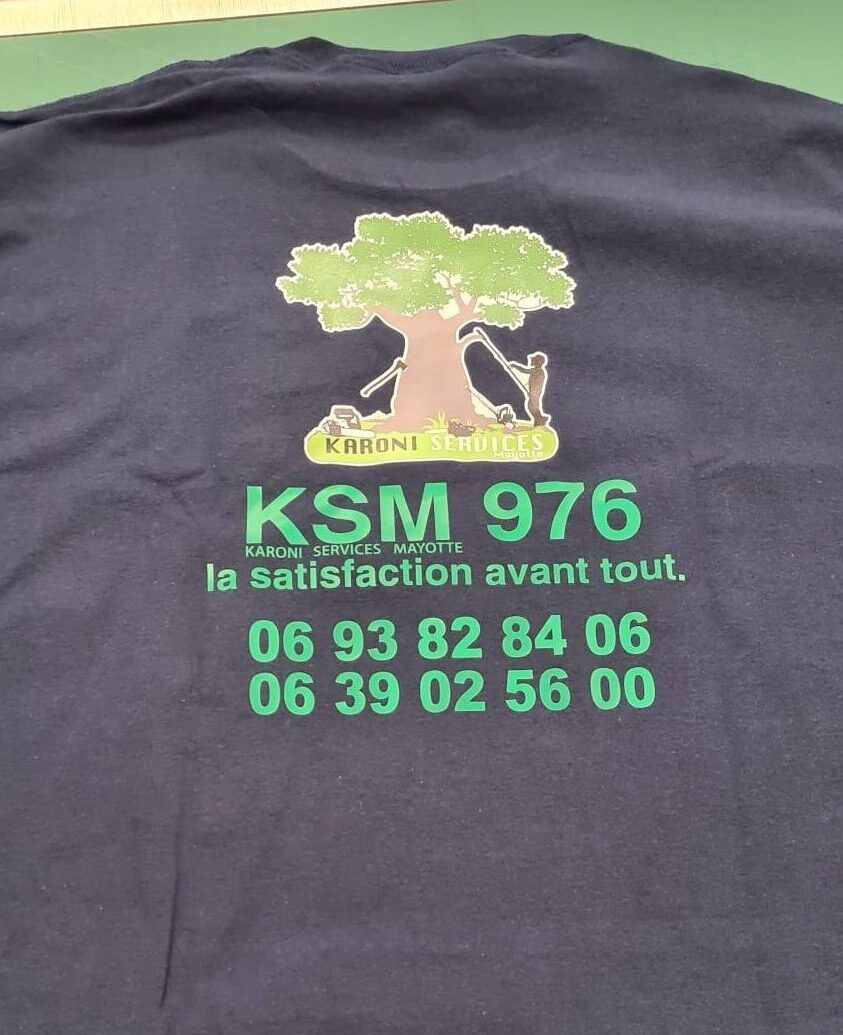 KARONI SERVICES
Mayotte
KSM 976
KARONI SERVICES MAYOTTE
la satisfaction avant tout.
06 93 82 84 06
06 39 02 56 00